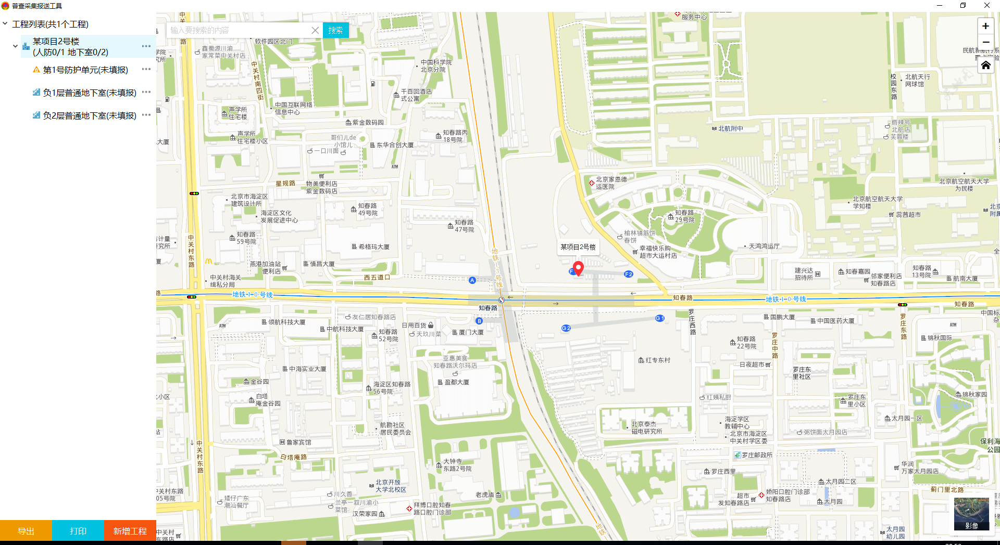 普查采集报送工具
工程列表(共1个工程)
某项目2号楼
(人防0/1 地下室0/2)
第1号防护单元(未填报)
负1层普通地下室(未填报)
负2层普通地下室(未填报)
导出
打印
新增工程
输入要搜索的内容
搜索
服务中心
软件园区北门
鑫蜀源川渝
家常菜中关村店
中关村南四街
中国科学院
北京分院
千百回酒店
式公寓
中国互联网络
信息中心
声学所
住宅楼
紫金数码园
声学所
住宅楼小区
哥们儿de
小馆儿
一口川面
东华合创大厦
知春路丙
18号院
大厦
ATM
星规路
物美便利店
紫金数码店
北京市海淀区
建筑设计所
海淀区文化
发展促进中心
知春路
49号院
知春路
47号院
知春路
59号院
希格玛大厦
中关村东路
燕港加油站
便利店
慎昌大厦
中关村海关
缉私分局
西五道口
地铁13号线
A
F2
某项目2号楼
北京家恩德
运医院
知春路
29号院
榆林镇筋饼
春饼
幸福快乐购
超市大运村店
天鸿鸿运厅
北航附中
校园东路
北航天行
网球馆
唇辣号
北航店
芙蓉楼
北京航空航天大学
为民楼
北京航空航天大学
学知楼
蕊茜超市
建兴达
招待所
知春嘉园
邻家便利店
知春路店
知春路
13号院
航南大厦
地铁10号线
知春路
知春路
地铁10号线
知春路
B
G1
G2
友仁居知春路店
领航科技大厦
中航科技大厦
日用百货
天玖川菜
厦门大厦
知春路
52号院
ATM
亚惠美食
知春路沃尔玛店
盈都大厦
中海实业大厦
金谷园
海淀区知春路
56号院
白塔
庵金谷园
航勘社区
居民委员会
鲁家宾馆
白塔庵路
中关村东路
大钟寺
东路2号院
北京开放
大学北校区
老虎庙
川久香
兰亭一叙川渝小
菜馆
汉荣家园
矮仔广东
潮汕餐厅
拜博口腔知春
路口腔门诊部
地铁
罗庄西路
国鹏大厦
中国医药大厦
罗庄东路
ATM
锦秋国际
知春路
22号院
罗庄中路
红专东村
日夜超市
罗庄东
里社区
红姨私厨
罗庄东
里小区
锦秋家园
海淀学区
教辅中心
北京市海淀区
中关村学区委
太月园一区
粥饼面太月园店
北京泰杰
磁电研究所
罗庄邮政所
罗庄西里
华润
万家太月园店
太月园二区
太月园
超市
发知春路店
娇阳口腔门诊部
知春路店
蓟门里北路
太月园
幼儿园
影像